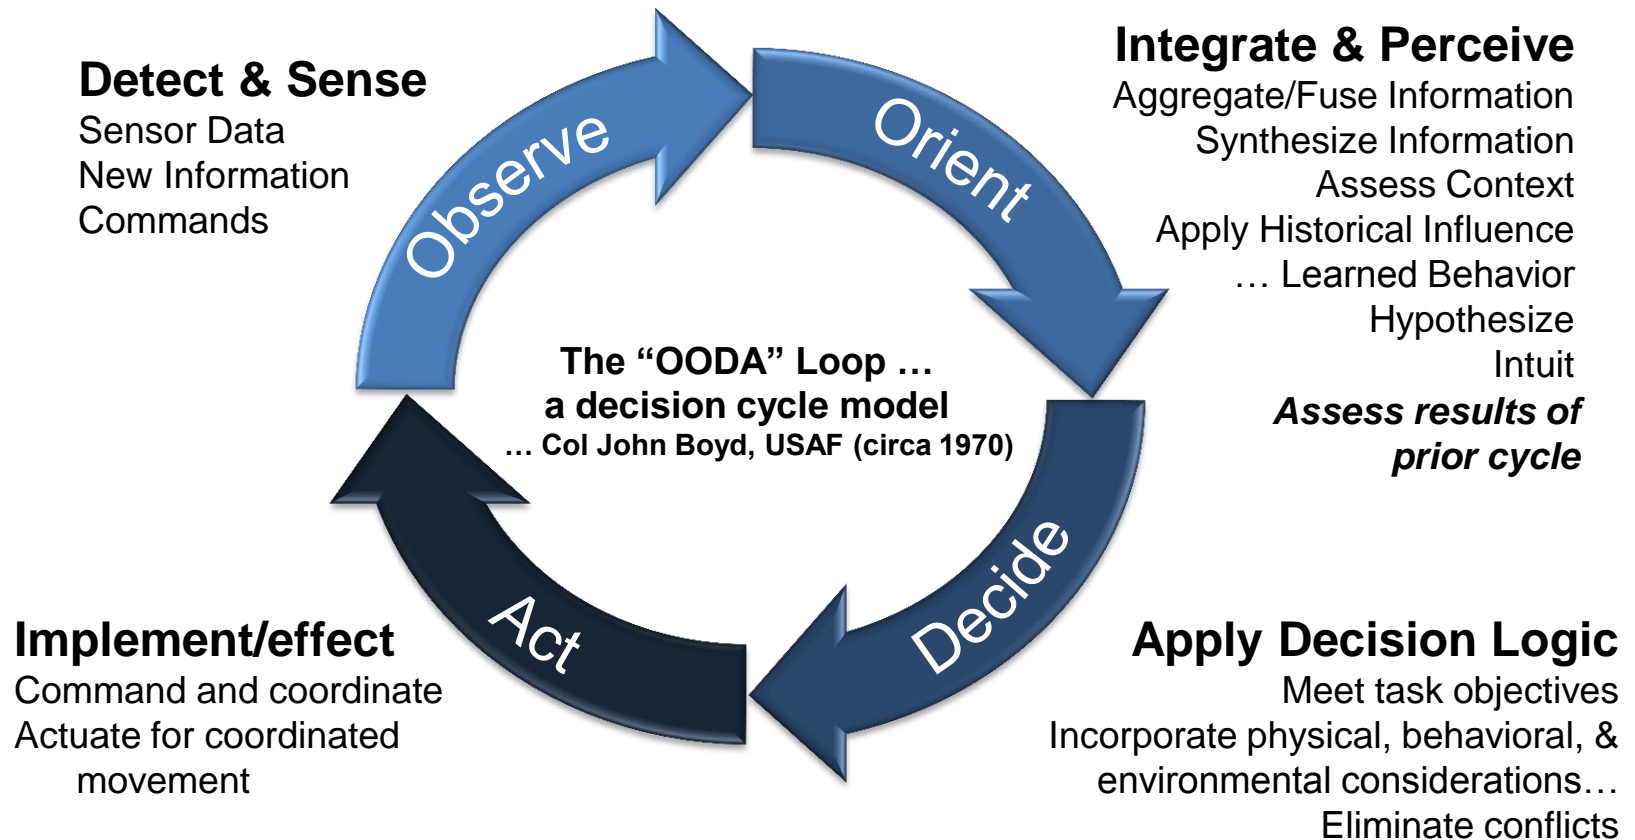 Detect & Sense
Sensor Data
New Information
Commands
Observe
Orient
Integrate & Perceive
Aggregate/Fuse Information
Synthesize Information
Assess Context
Apply Historical Influence
… Learned Behavior
Hypothesize
Intuit
Assess results of
prior cycle
The “OODA” Loop …
a decision cycle model
… Col John Boyd, USAF (circa 1970)
Decide
Apply Decision Logic
Meet task objectives
Incorporate physical, behavioral, &
environmental considerations…
Eliminate conflicts
Act
Implement/effect
Command and coordinate
Actuate for coordinated
movement